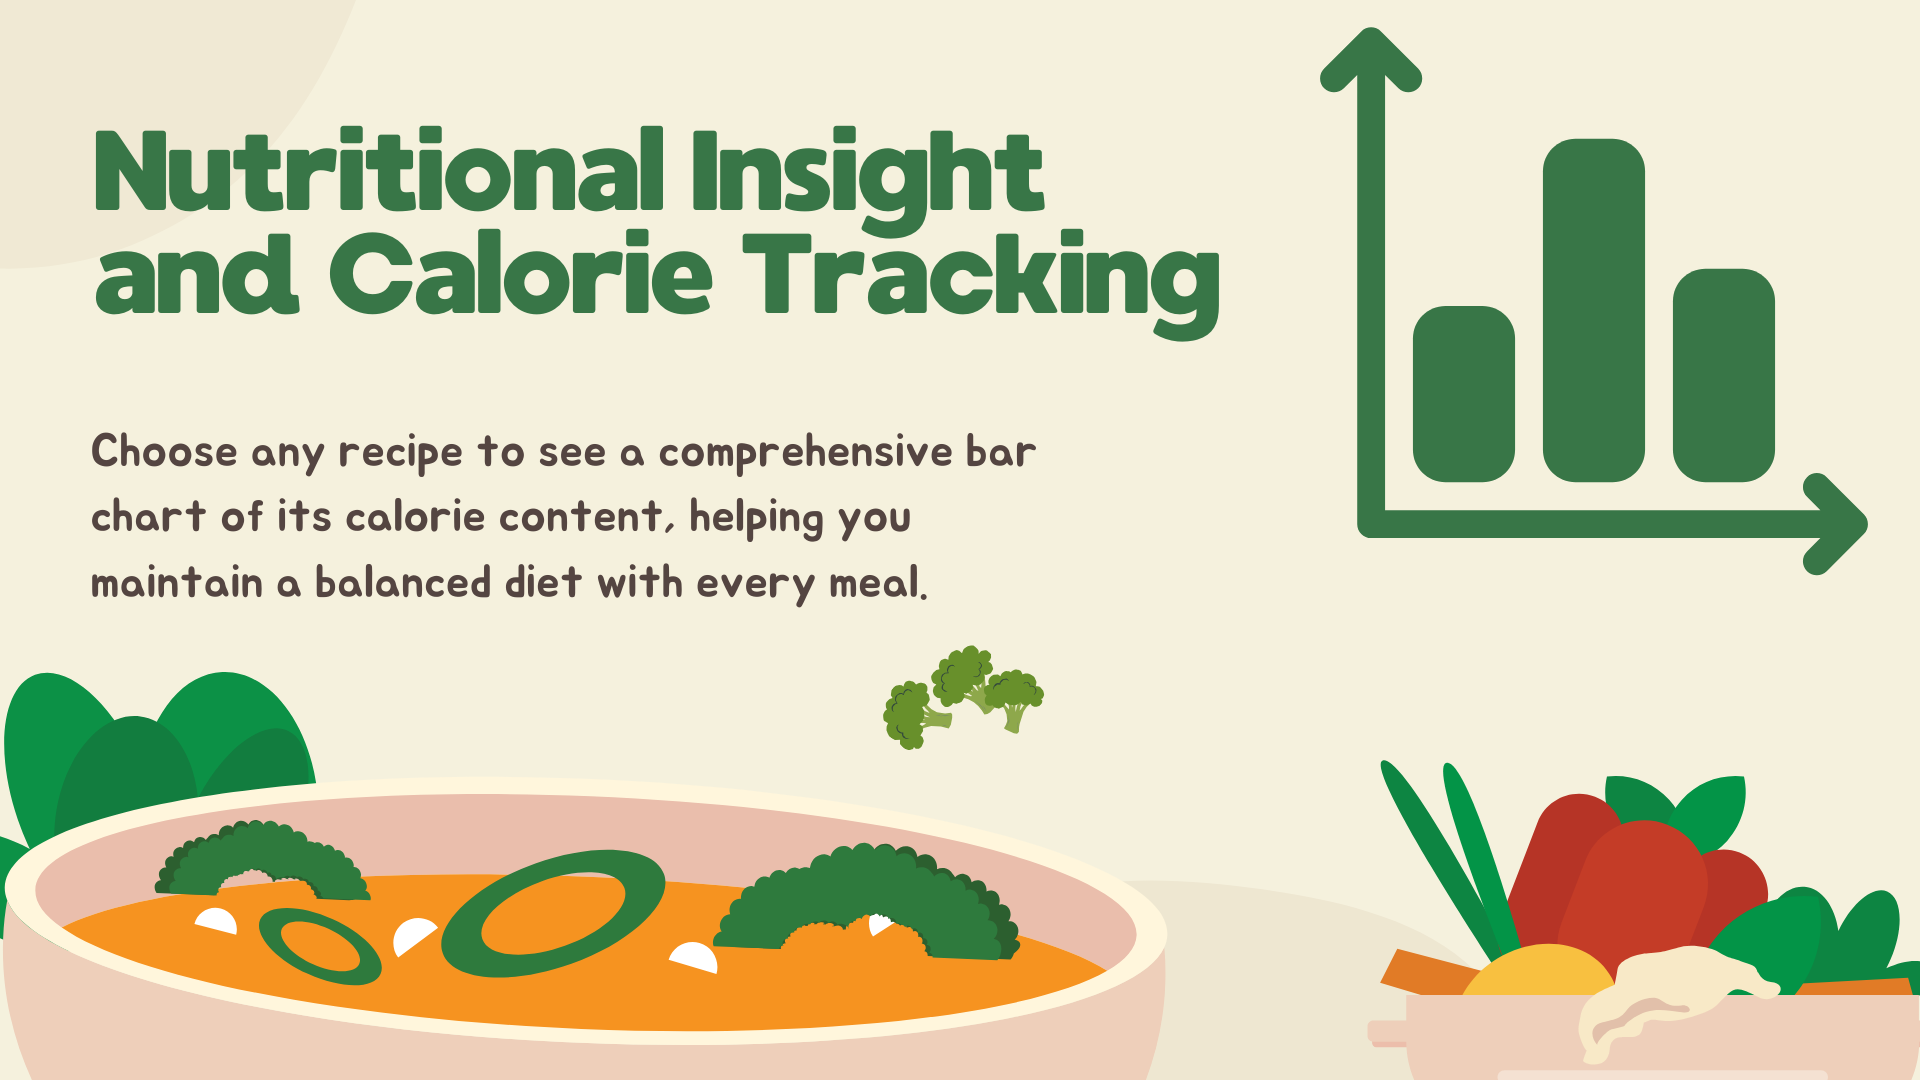 Nutritional Insight
and Calorie Tracking
Choose any recipe to see a comprehensive bar
chart of its calorie content, helping you
maintain a balanced diet with every meal.